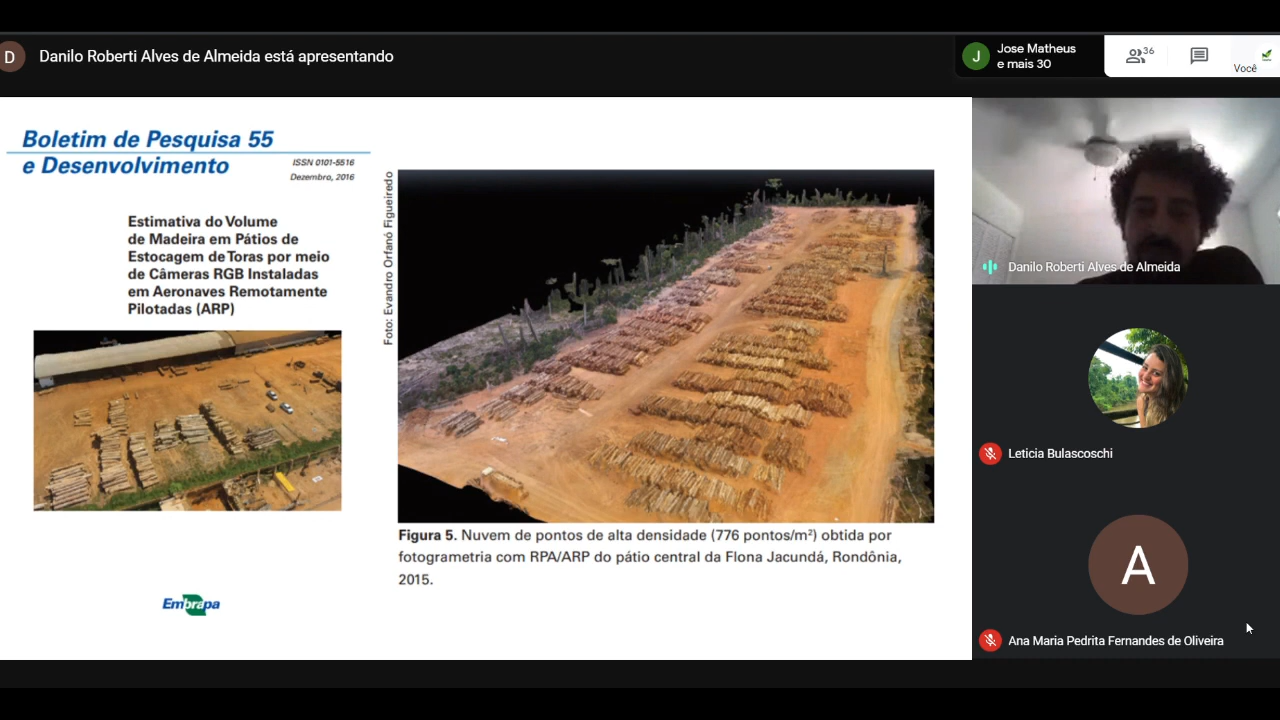 D
Danilo Roberti Alves de Almeida está apresentando
J
Jose Matheus
e mais 30
36
Você
Boletim de Pesquisa 55
e Desenvolvimento
ISSN 0101-5516
Dezembro, 2016
Estimativa do Volume
de Madeira em Pátios de
Estocagem de Toras por meio
de Câmeras RGB Instaladas
em Aeronaves Remotamente
Pilotadas (ARP)
Foto: Evandro Orfanó Figueiredo
Figura 5. Nuvem de pontos de alta densidade (776 pontos/m²) obtida por
fotogrametria com RPA/ARP do pátio central da Flona Jacundá, Rondônia,
2015.
Embrapa
Danilo Roberti Alves de Almeida
Leticia Bulascoschi
A
Ana Maria Pedrita Fernandes de Oliveira